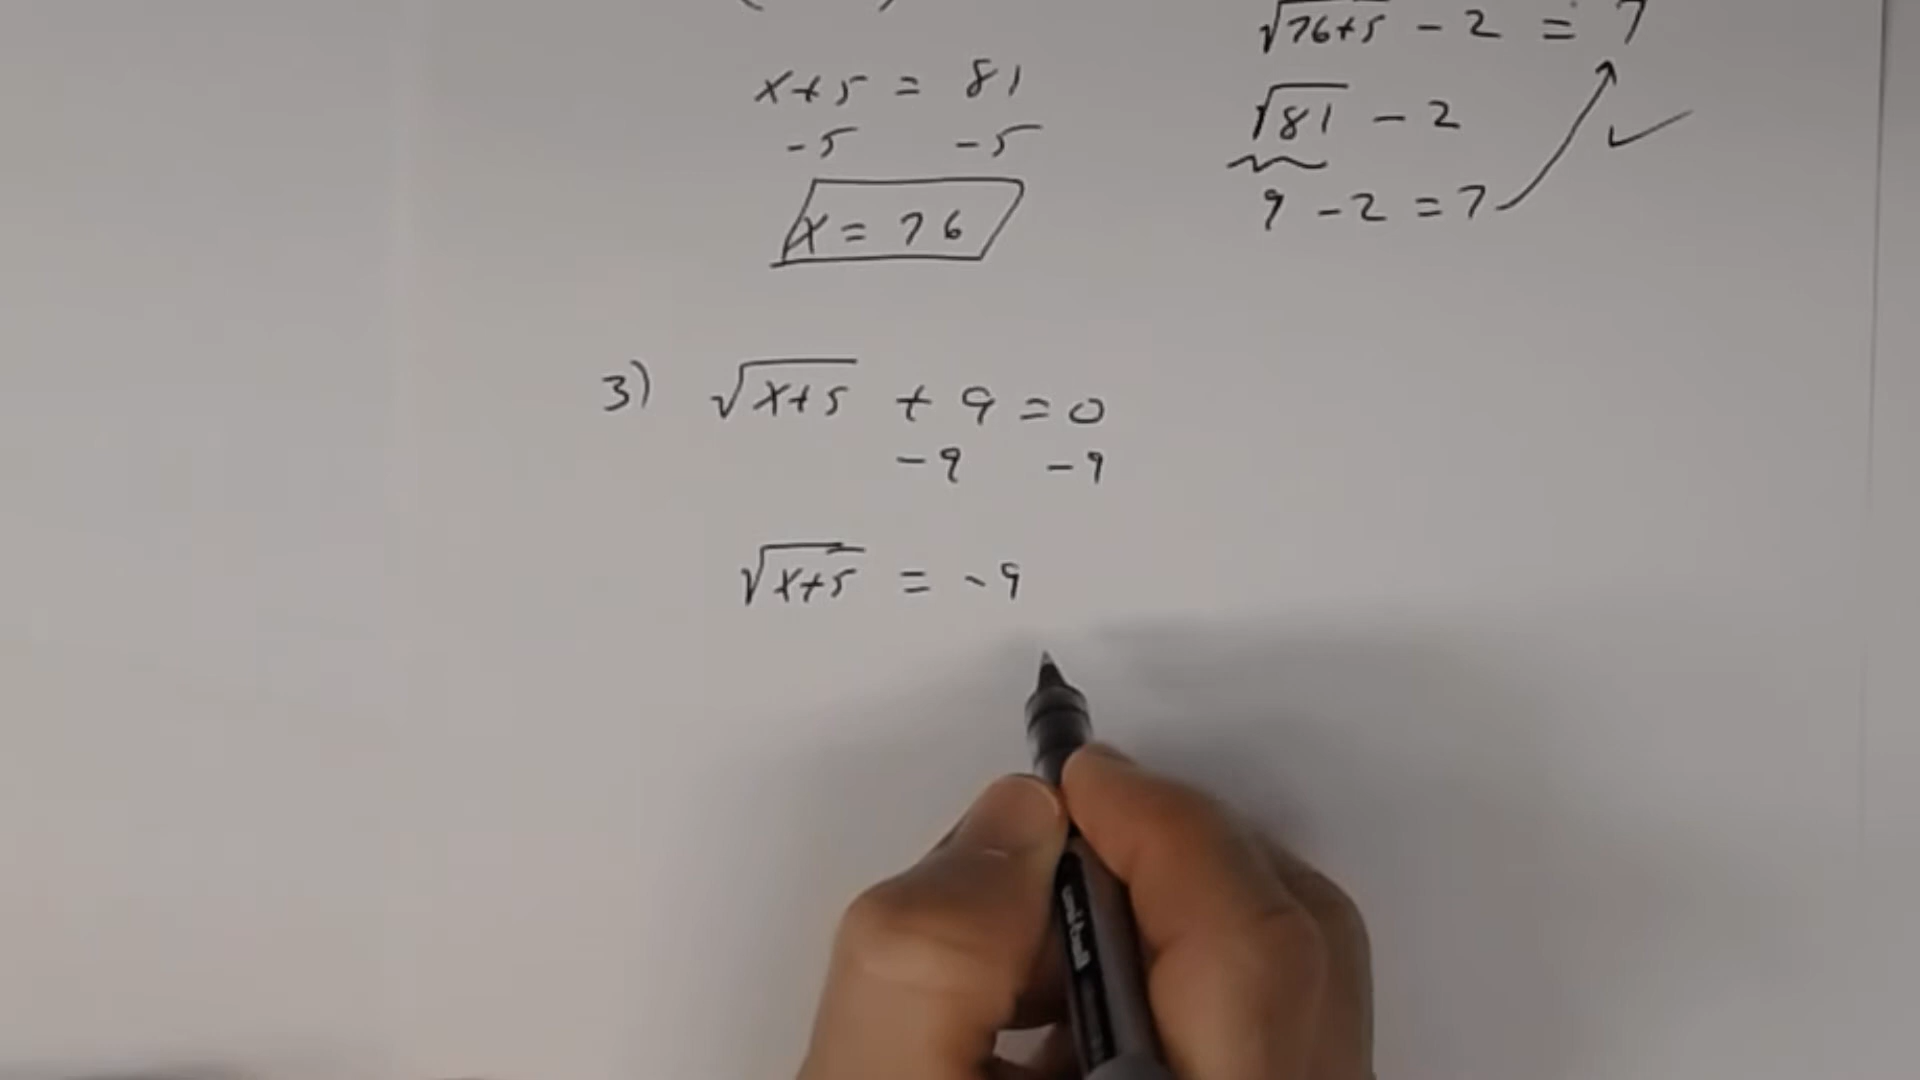 x+5 = 81
-5 -5
x = 76
√76+5 - 2 = 7
√81 - 2
9 - 2 = 7 ✓
3) √x+5 + 9 = 0
-9 -9
√x+5 = -9